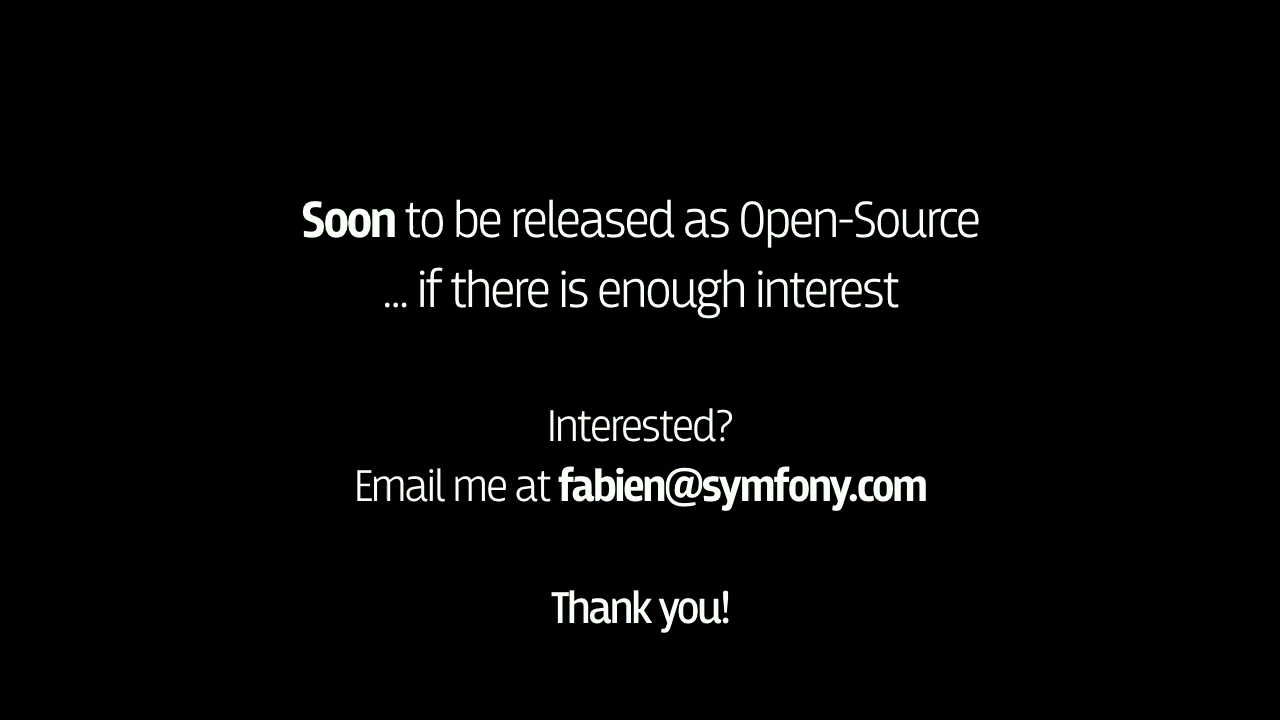 Soon to be released as Open-Source
... if there is enough interest
Interested?
Email me at fabien@symfony.com
Thank you!